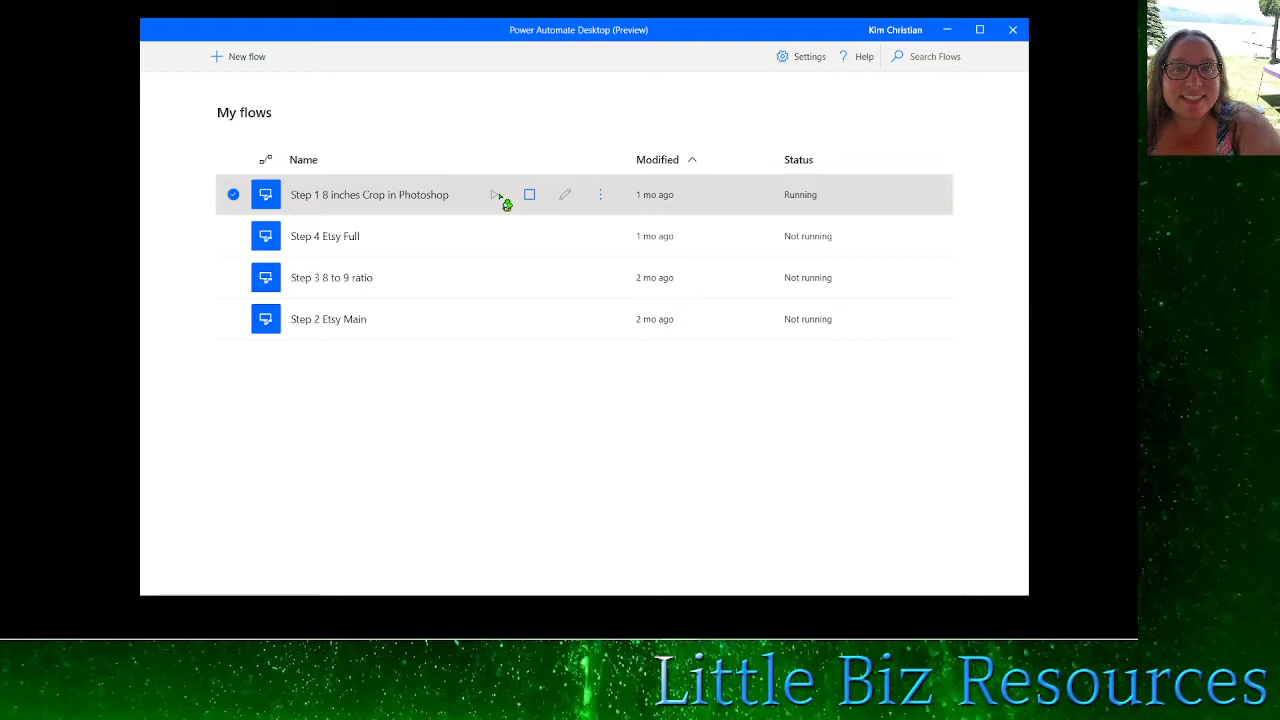 Power Automate Desktop (Preview) Kim Christian
New flow Settings Help Search Flows
My flows
Name Modified Status
Step 1 8 inches Crop in Photoshop 1 mo ago Running
Step 4 Etsy Full 1 mo ago Not running
Step 3 8 to 9 ratio 2 mo ago Not running
Step 2 Etsy Main 2 mo ago Not running
Little Biz Resources